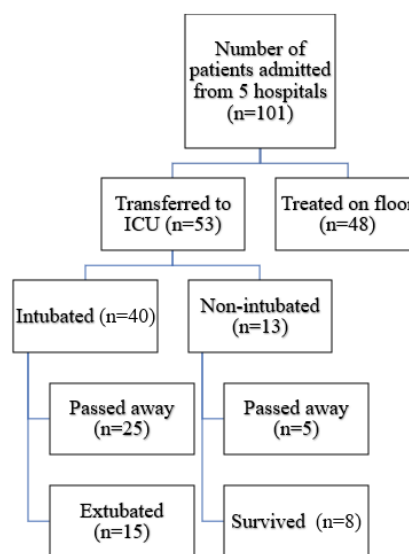 Number of
patients admitted
from 5 hospitals
(n=101)
Transferred to
ICU (n=53)
Treated on floor
(n=48)
Intubated (n=40)
Non-intubated
(n=13)
Passed away
(n=25)
Passed away
(n=5)
Extubated
(n=15)
Survived (n=8)